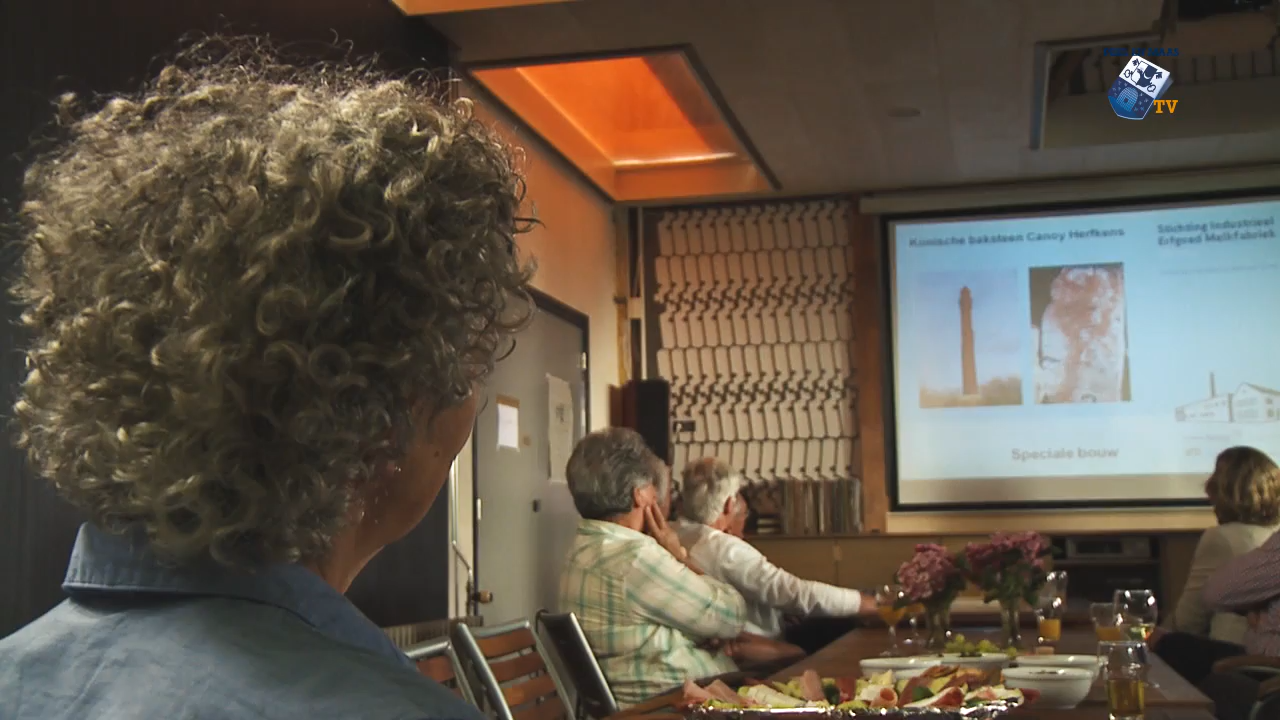 TV
Konische baksteen Canoy Herfkens
Stichting Industrieel
Erfgoed Melkfabriek
Speciale bouw